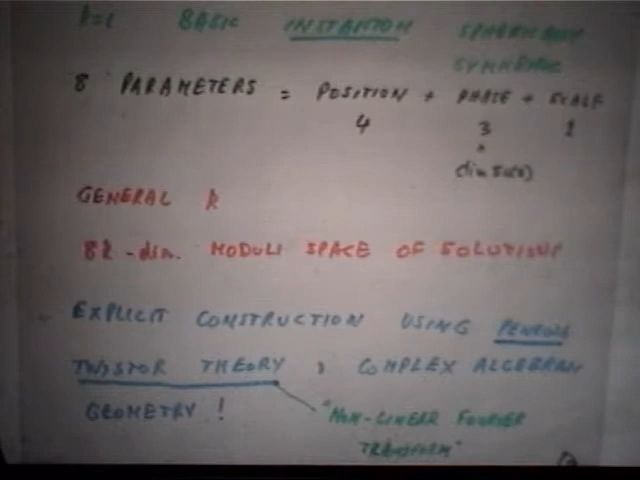 k=1 BASIC INSTANTON SPHERICALLY
SYMMETRIC
8 PARAMETERS = POSITION + PHASE + SCALE
4 3 1
dim SU(2)
GENERAL k
8k-dim. MODULI SPACE OF SOLUTIONS
EXPLICIT CONSTRUCTION USING PENROSE
TWISTOR THEORY, COMPLEX ALGEBRAIC
GEOMETRY!
"NON-LINEAR FOURIER
TRANSFORM"